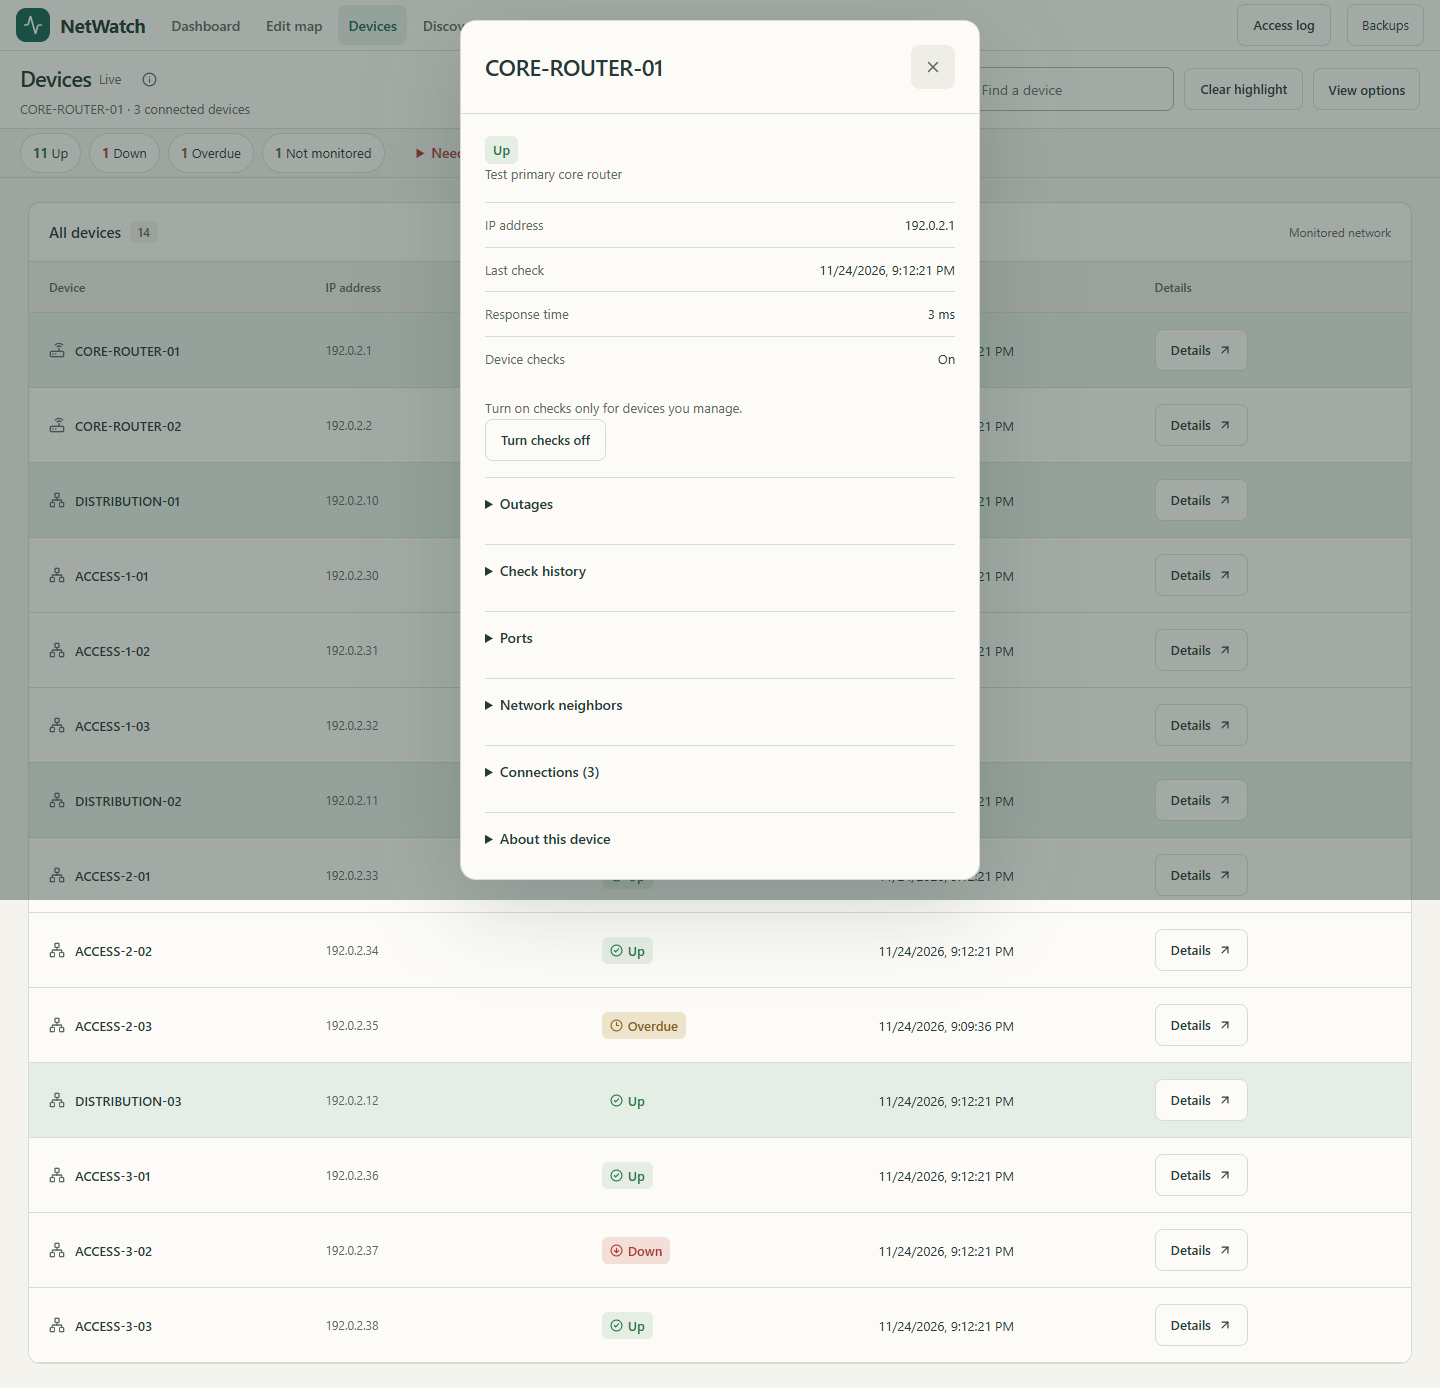 NetWatch Dashboard Edit map Devices Access log Backups
Devices Live
CORE-ROUTER-01 · 3 connected devices
Find a device Clear highlight View options
11 Up 1 Down 1 Overdue 1 Not monitored
CORE-ROUTER-01
Up
Test primary core router
IP address 192.0.2.1
Last check 11/24/2026, 9:12:21 PM
Response time 3 ms
Device checks On
Turn on checks only for devices you manage.
Turn checks off
Outages
Check history
Ports
Network neighbors
Connections (3)
About this device
All devices 14 Monitored network
Device IP address Details
CORE-ROUTER-01 192.0.2.1 21 PM Details
CORE-ROUTER-02 192.0.2.2 21 PM Details
DISTRIBUTION-01 192.0.2.10 21 PM Details
ACCESS-1-01 192.0.2.30 21 PM Details
ACCESS-1-02 192.0.2.31 21 PM Details
ACCESS-1-03 192.0.2.32 Details
DISTRIBUTION-02 192.0.2.11 21 PM Details
ACCESS-2-01 192.0.2.33 21 PM Details
ACCESS-2-02 192.0.2.34 Up 11/24/2026, 9:12:21 PM Details
ACCESS-2-03 192.0.2.35 Overdue 11/24/2026, 9:09:36 PM Details
DISTRIBUTION-03 192.0.2.12 Up 11/24/2026, 9:12:21 PM Details
ACCESS-3-01 192.0.2.36 Up 11/24/2026, 9:12:21 PM Details
ACCESS-3-02 192.0.2.37 Down 11/24/2026, 9:12:21 PM Details
ACCESS-3-03 192.0.2.38 Up 11/24/2026, 9:12:21 PM Details